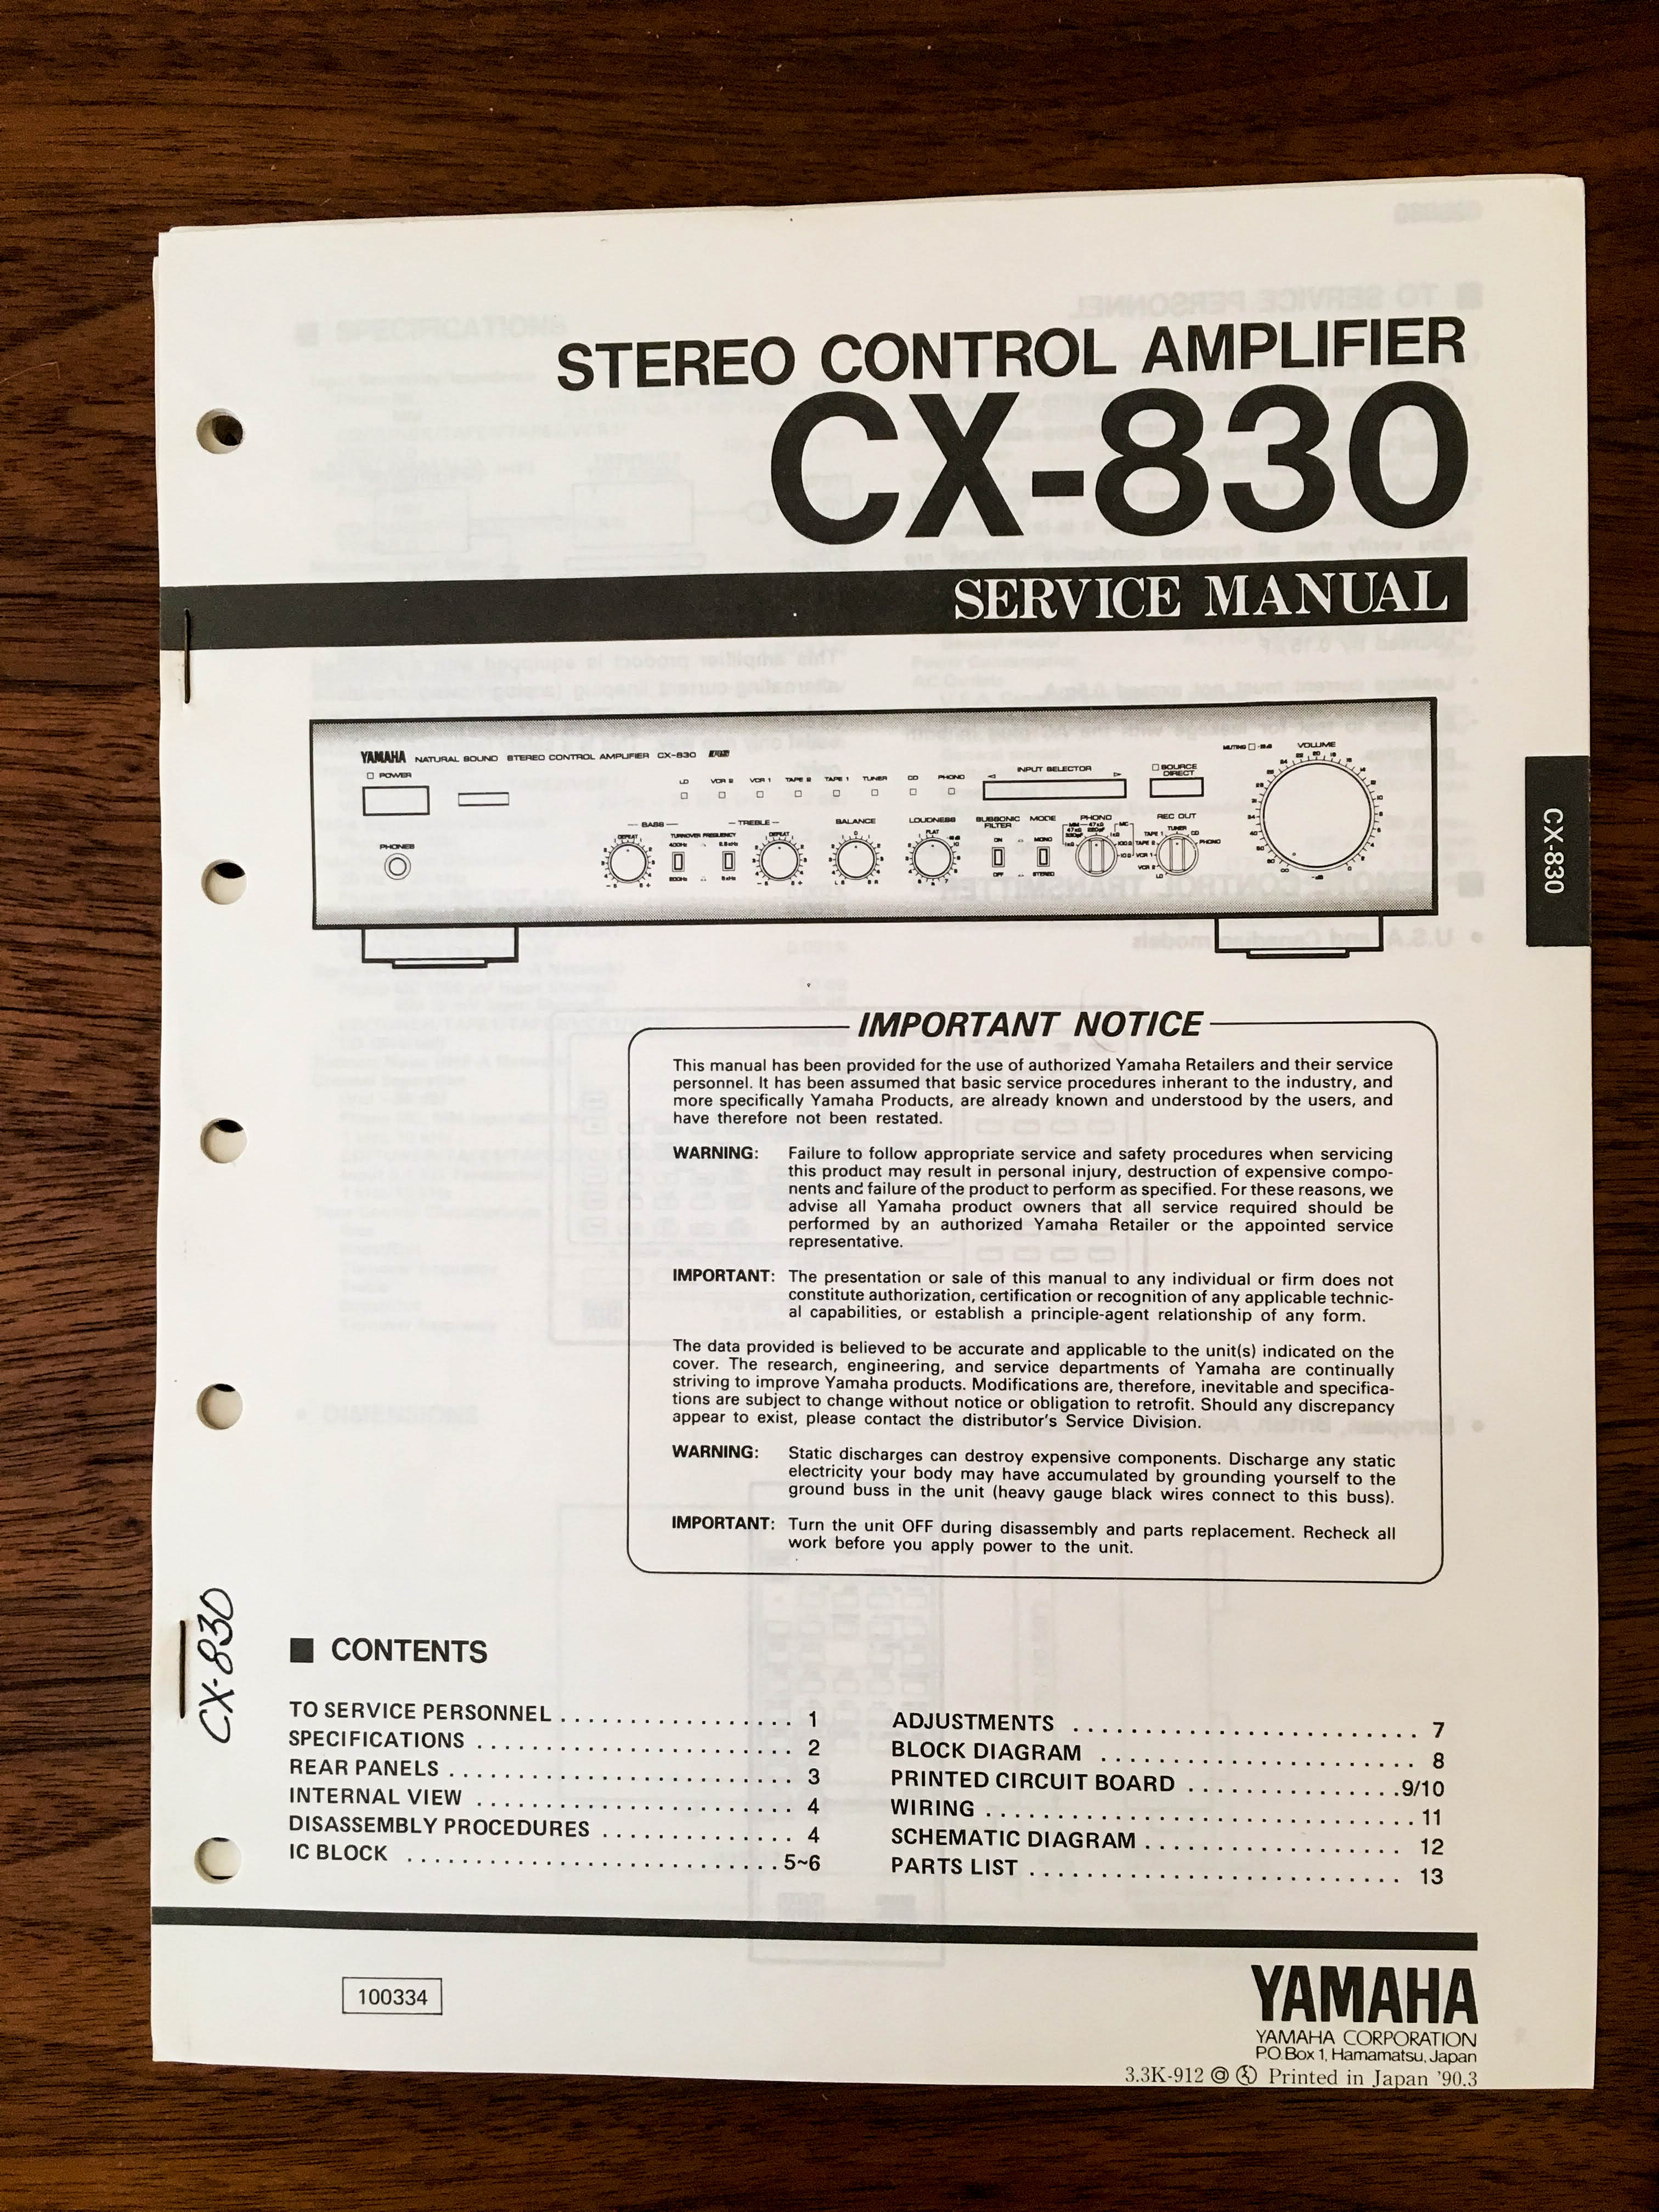 STEREO CONTROL AMPLIFIER
CX-830
SERVICE MANUAL
YAMAHA NATURAL SOUND STEREO CONTROL AMPLIFIER CX-830
POWER
PHONES
LD VCR 2 VCR 1 TAPE 2 TAPE 1 TUNER CD PHONO
INPUT SELECTOR
SOURCE DIRECT
MUTING
VOLUME
BASS
TURNOVER FREQUENCY
TREBLE
BALANCE
LOUDNESS
SUBSONIC FILTER
MODE
PHONO
REC OUT
DEFEAT
DEFEAT
FLAT
ON
OFF
MONO
STEREO
CX-830
IMPORTANT NOTICE
This manual has been provided for the use of authorized Yamaha Retailers and their service
personnel. It has been assumed that basic service procedures inherant to the industry, and
more specifically Yamaha Products, are already known and understood by the users, and
have therefore not been restated.
WARNING: Failure to follow appropriate service and safety procedures when servicing
this product may result in personal injury, destruction of expensive compo-
nents and failure of the product to perform as specified. For these reasons, we
advise all Yamaha product owners that all service required should be
performed by an authorized Yamaha Retailer or the appointed service
representative.
IMPORTANT: The presentation or sale of this manual to any individual or firm does not
constitute authorization, certification or recognition of any applicable technic-
al capabilities, or establish a principle-agent relationship of any form.
The data provided is believed to be accurate and applicable to the unit(s) indicated on the
cover. The research, engineering, and service departments of Yamaha are continually
striving to improve Yamaha products. Modifications are, therefore, inevitable and specifica-
tions are subject to change without notice or obligation to retrofit. Should any discrepancy
appear to exist, please contact the distributor's Service Division.
WARNING: Static discharges can destroy expensive components. Discharge any static
electricity your body may have accumulated by grounding yourself to the
ground buss in the unit (heavy gauge black wires connect to this buss).
IMPORTANT: Turn the unit OFF during disassembly and parts replacement. Recheck all
work before you apply power to the unit.
CX-830
■ CONTENTS
TO SERVICE PERSONNEL ................. 1
SPECIFICATIONS ........................ 2
REAR PANELS .......................... 3
INTERNAL VIEW ........................ 4
DISASSEMBLY PROCEDURES .............. 4
IC BLOCK ........................... 5~6
ADJUSTMENTS ........................ 7
BLOCK DIAGRAM ....................... 8
PRINTED CIRCUIT BOARD ............... 9/10
WIRING .............................. 11
SCHEMATIC DIAGRAM .................. 12
PARTS LIST .......................... 13
100334
YAMAHA
YAMAHA CORPORATION
P.O.Box 1, Hamamatsu, Japan
3.3K-912 Printed in Japan '90.3